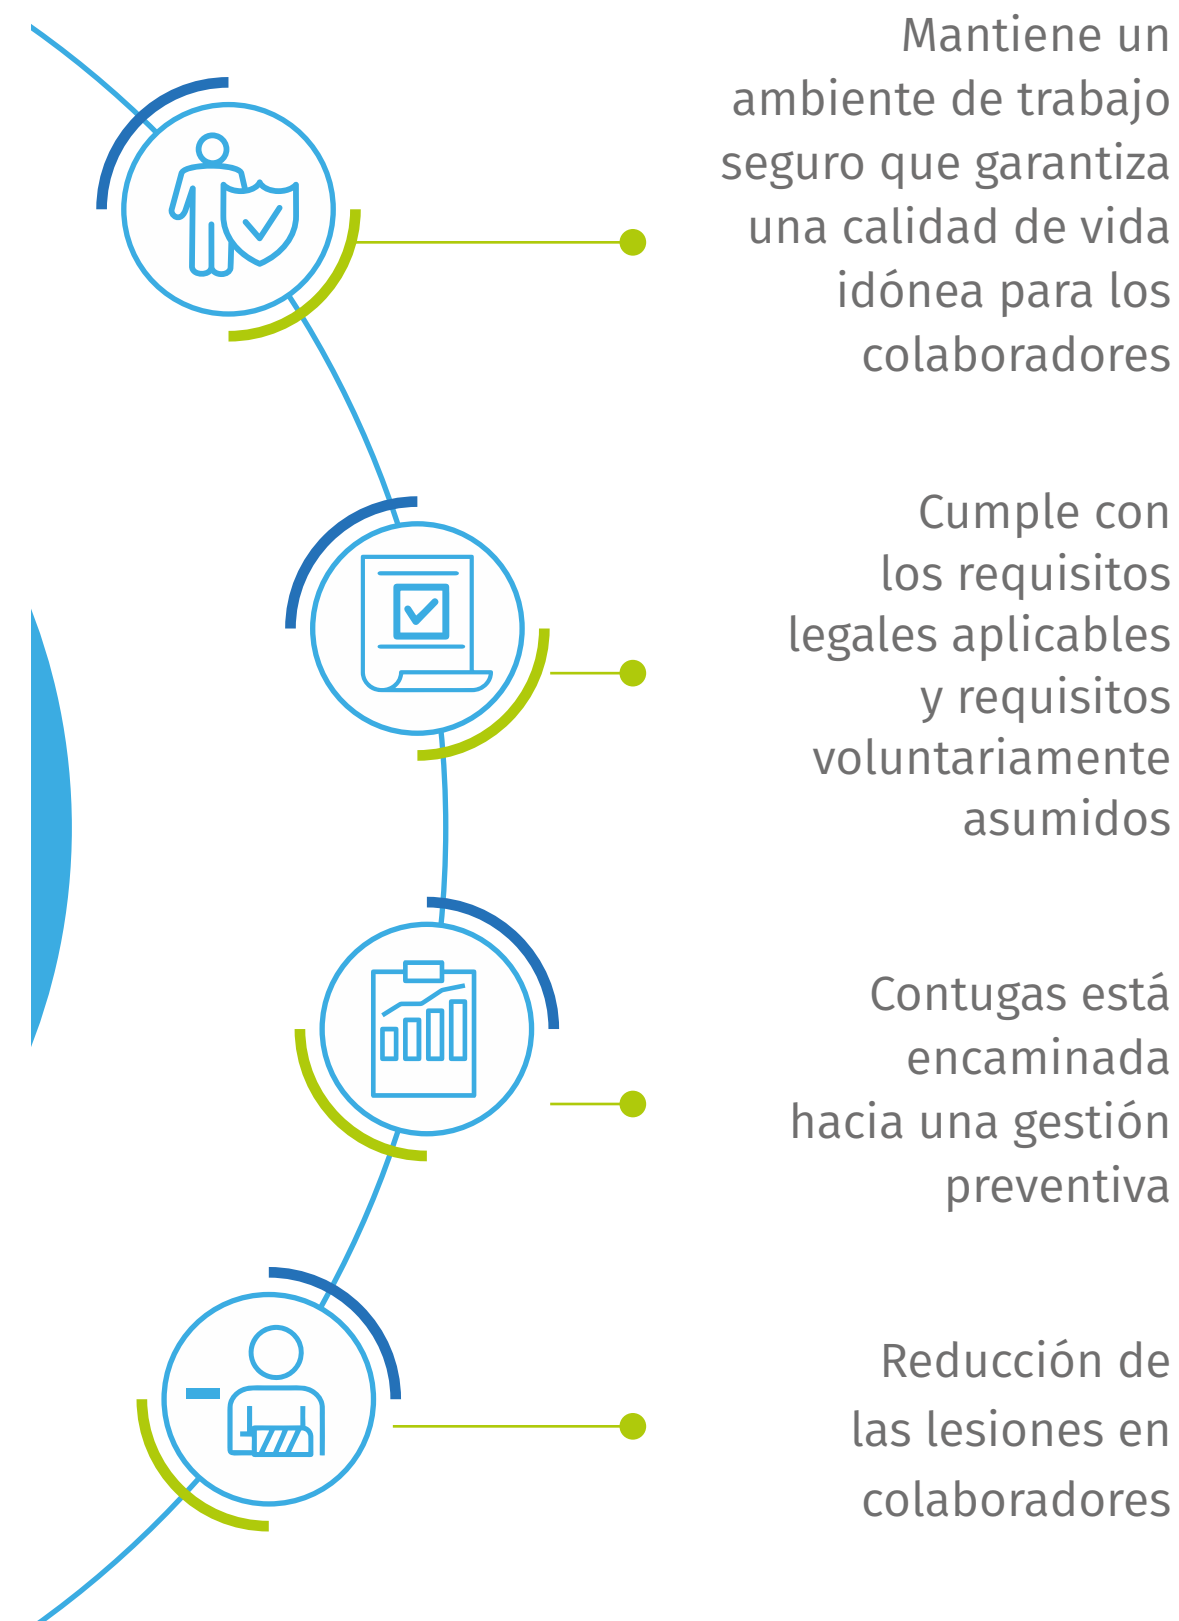 Mantiene un
ambiente de trabajo
seguro que garantiza
una calidad de vida
idónea para los
colaboradores
Cumple con
los requisitos
legales aplicables
y requisitos
voluntariamente
asumidos
Contugas está
encaminada
hacia una gestión
preventiva
Reducción de
las lesiones en
colaboradores